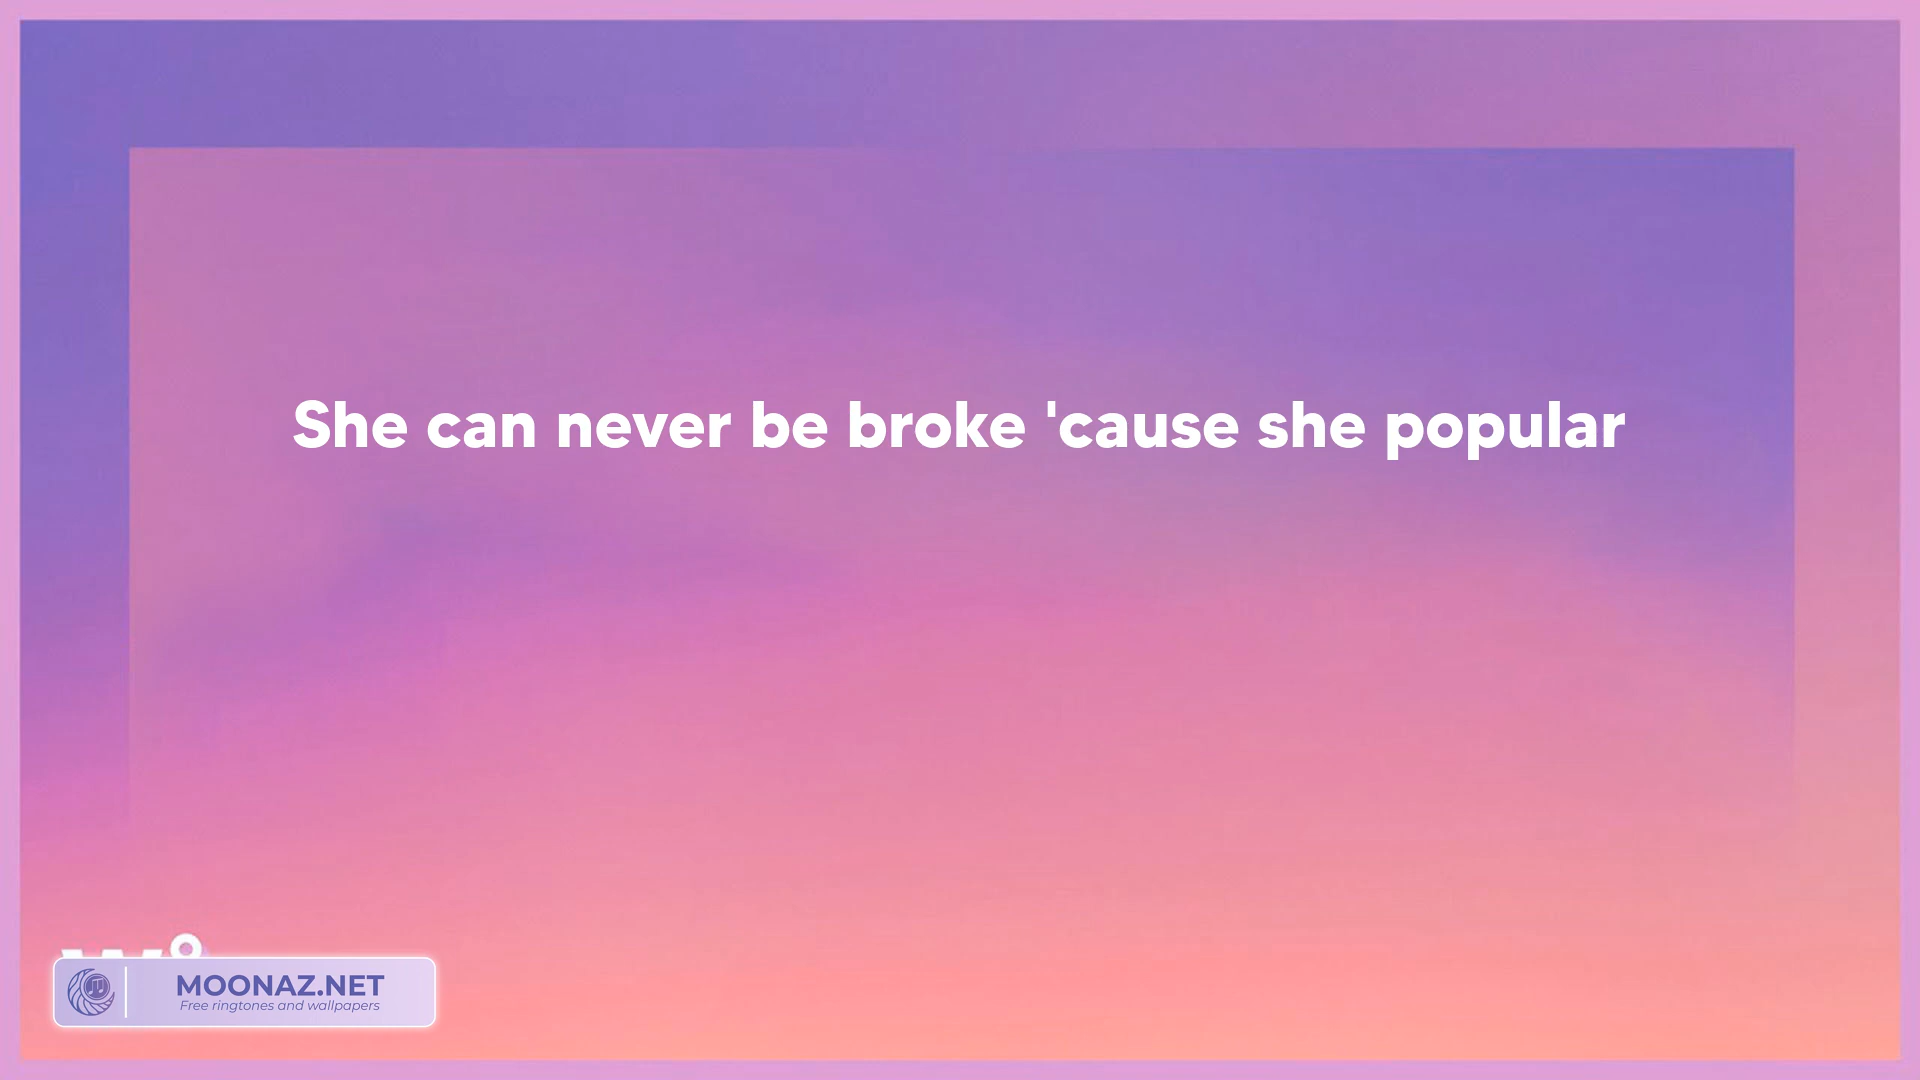 She can never be broke 'cause she popular
MOONAZ.NET
Free ringtones and wallpapers